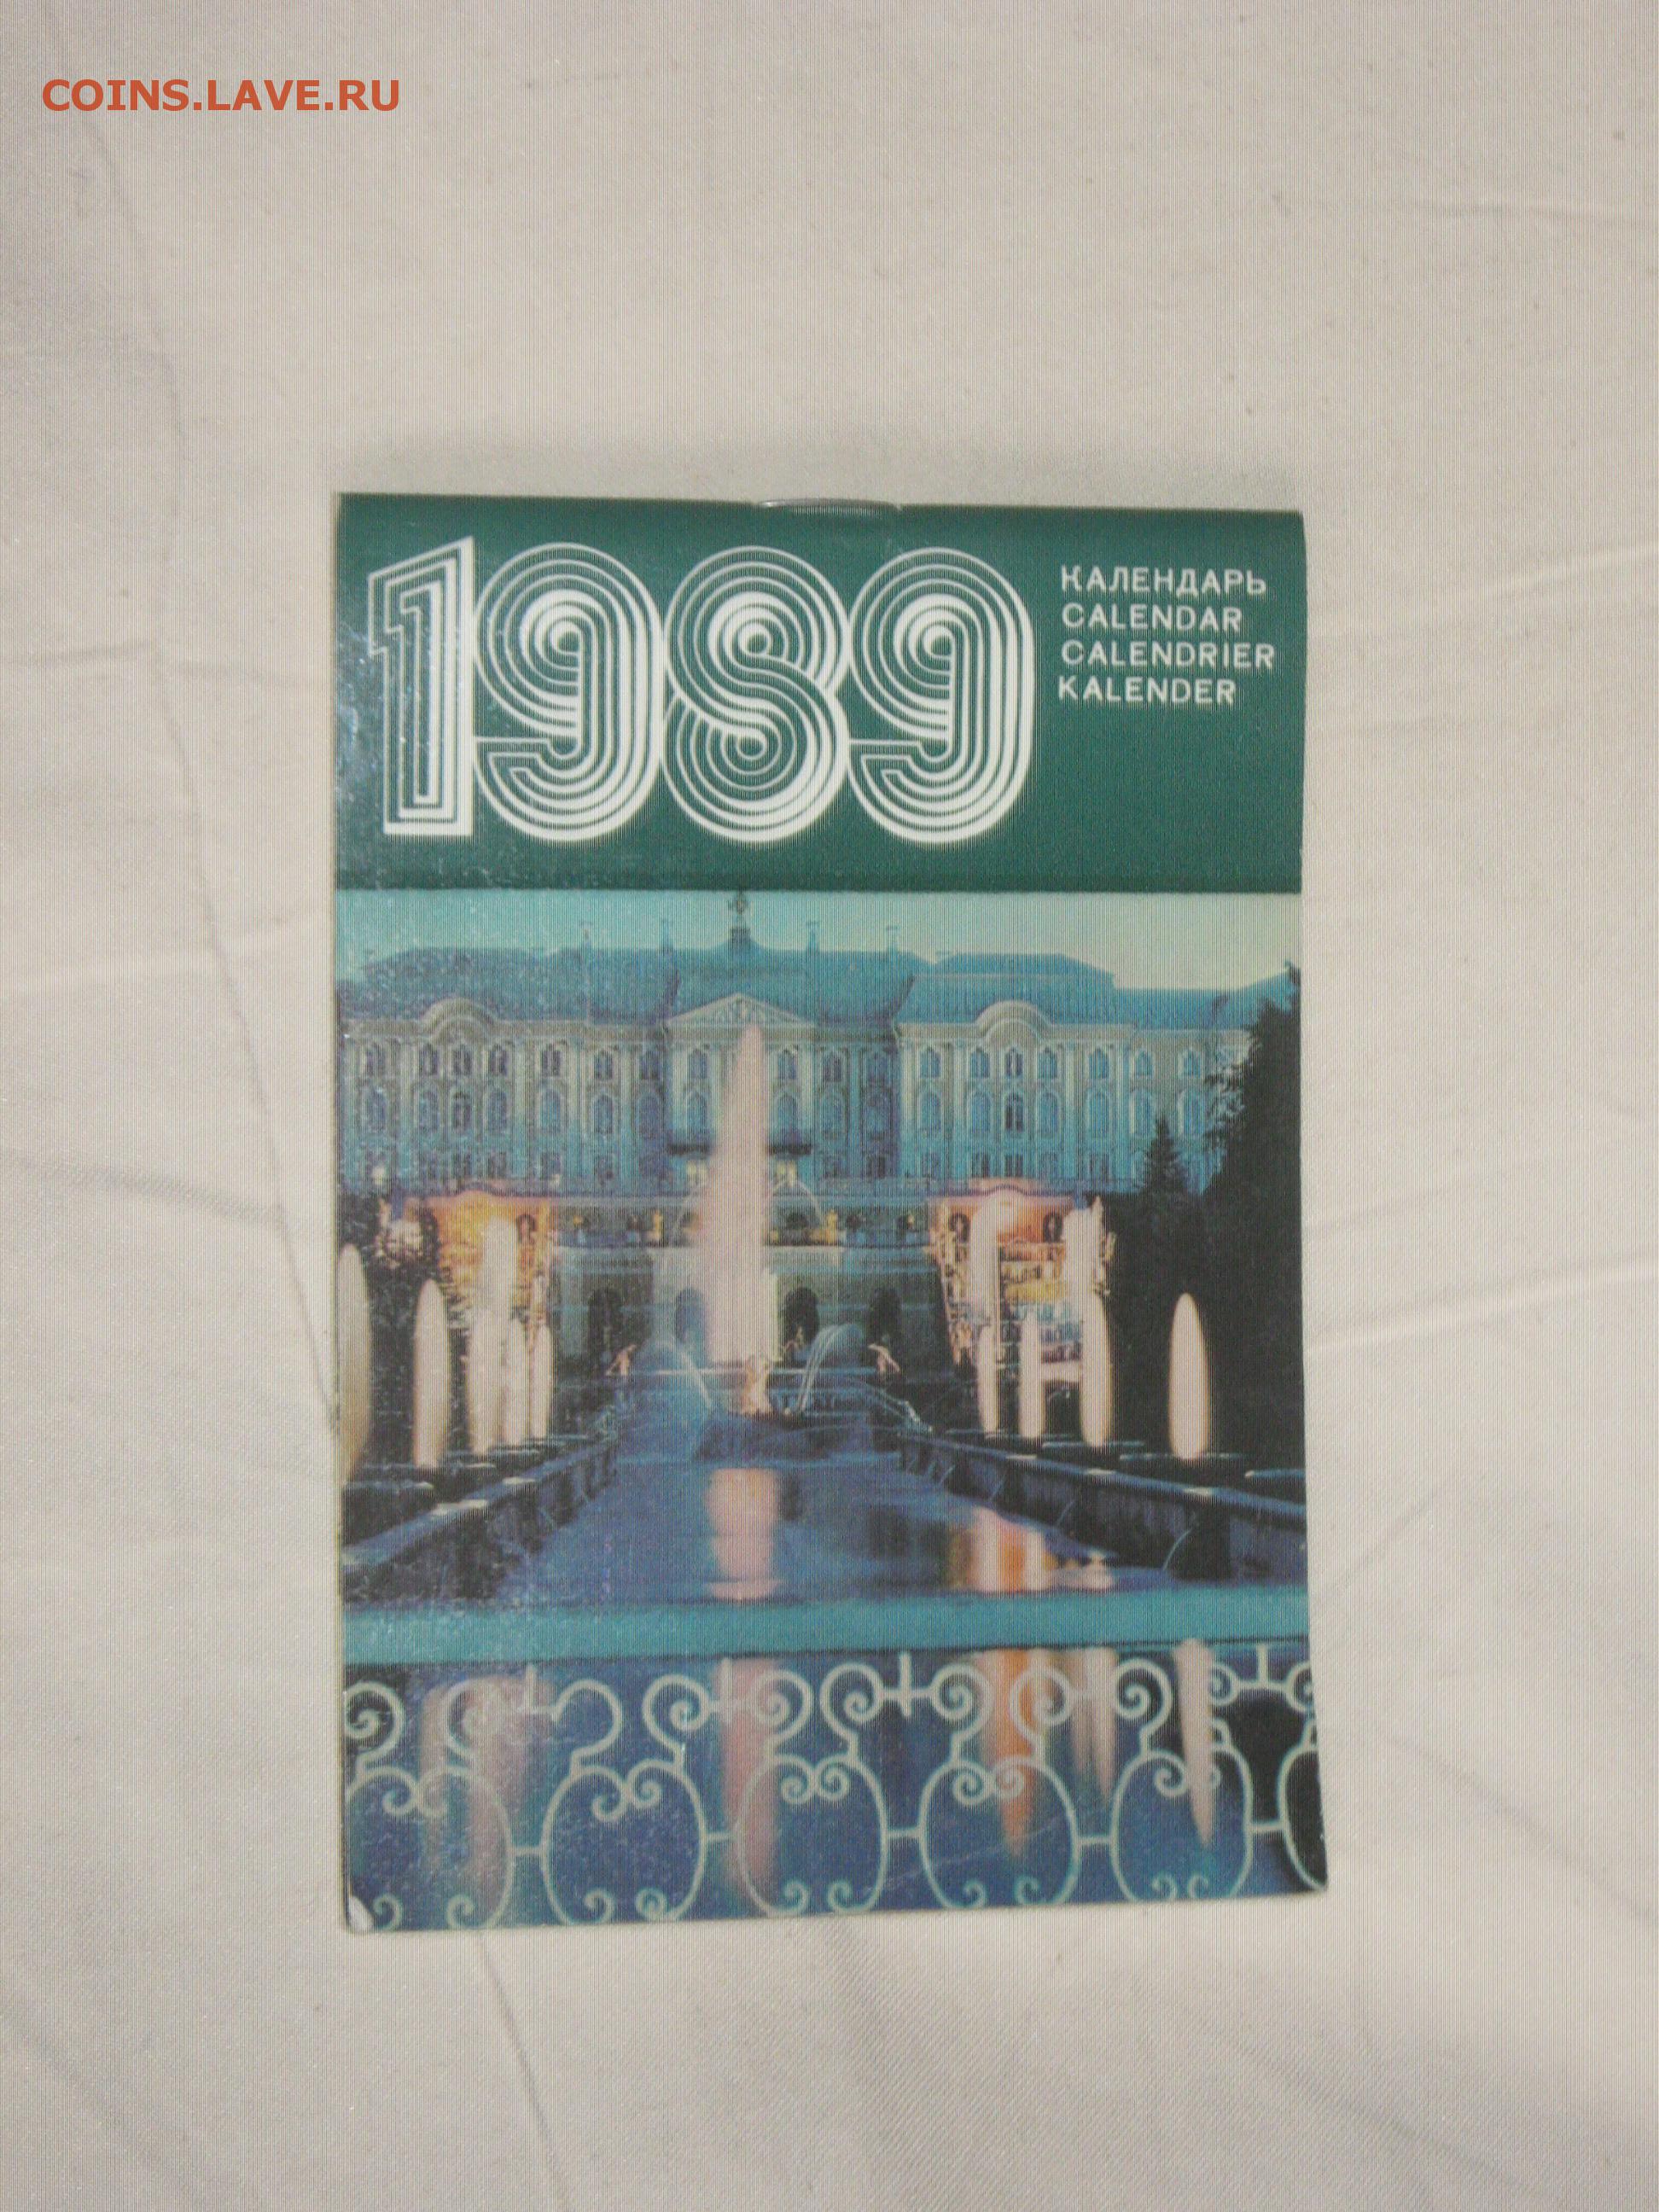 COINS.LAVE.RU
1989
КАЛЕНДАРЬ
CALENDAR
CALENDRIER
KALENDER